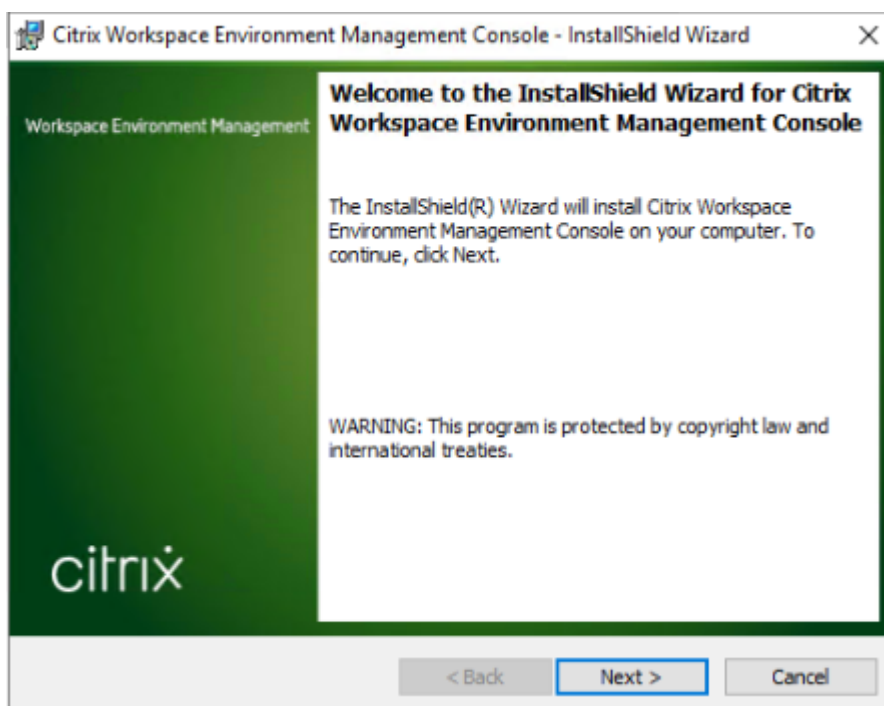 Citrix Workspace Environment Management Console - InstallShield Wizard
Workspace Environment Management
Welcome to the InstallShield Wizard for Citrix
Workspace Environment Management Console
The InstallShield(R) Wizard will install Citrix Workspace
Environment Management Console on your computer. To
continue, click Next.
WARNING: This program is protected by copyright law and
international treaties.
citrix
< Back
Next >
Cancel